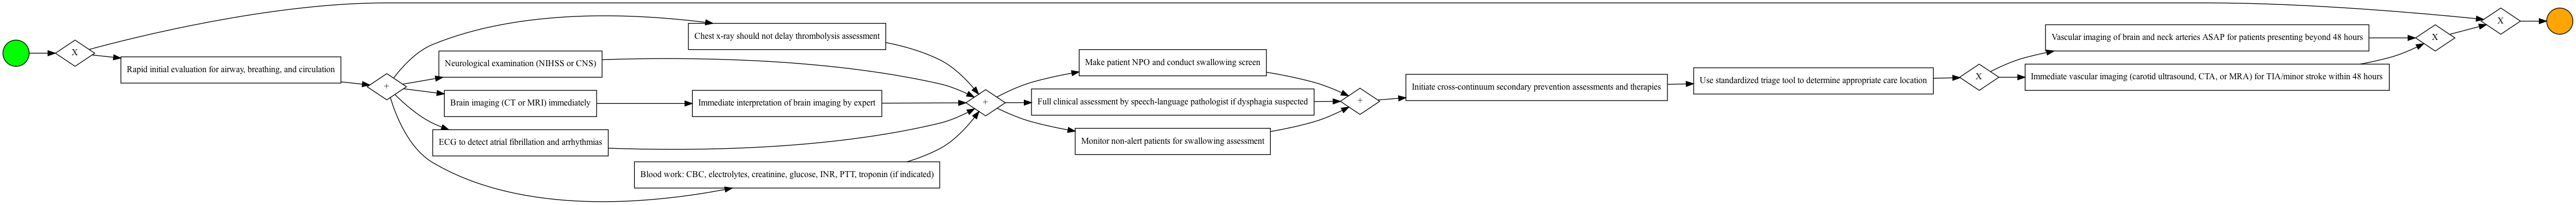 X
Rapid initial evaluation for airway, breathing, and circulation
+
Chest x-ray should not delay thrombolysis assessment
Neurological examination (NIHSS or CNS)
Brain imaging (CT or MRI) immediately
Immediate interpretation of brain imaging by expert
ECG to detect atrial fibrillation and arrhythmias
Blood work: CBC, electrolytes, creatinine, glucose, INR, PTT, troponin (if indicated)
+
Make patient NPO and conduct swallowing screen
Full clinical assessment by speech-language pathologist if dysphagia suspected
Monitor non-alert patients for swallowing assessment
+
Initiate cross-continuum secondary prevention assessments and therapies
Use standardized triage tool to determine appropriate care location
X
Vascular imaging of brain and neck arteries ASAP for patients presenting beyond 48 hours
Immediate vascular imaging (carotid ultrasound, CTA, or MRA) for TIA/minor stroke within 48 hours
X
X